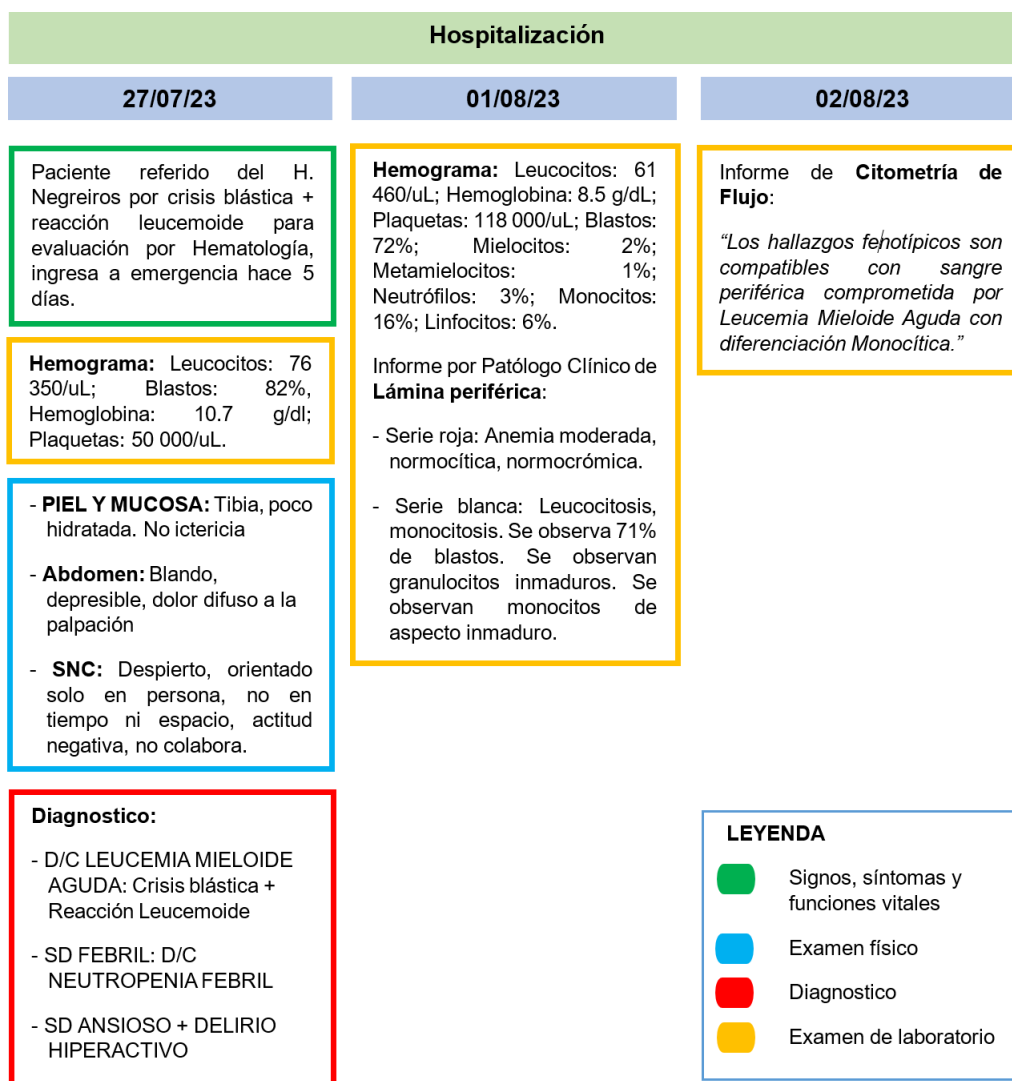 Hospitalización
27/07/23
Paciente referido del H.
Negreiros por crisis blástica +
reacción leucemoide para
evaluación por Hematología,
ingresa a emergencia hace 5
días.
Hemograma: Leucocitos: 76
350/uL; Blastos: 82%,
Hemoglobina: 10.7 g/dl;
Plaquetas: 50 000/uL.
- PIEL Y MUCOSA: Tibia, poco
hidratada. No ictericia
- Abdomen: Blando,
depresible, dolor difuso a la
palpación
- SNC: Despierto, orientado
solo en persona, no en
tiempo ni espacio, actitud
negativa, no colabora.
Diagnostico:
- D/C LEUCEMIA MIELOIDE
AGUDA: Crisis blástica +
Reacción Leucemoide
- SD FEBRIL: D/C
NEUTROPENIA FEBRIL
- SD ANSIOSO + DELIRIO
HIPERACTIVO
01/08/23
Hemograma: Leucocitos: 61
460/uL; Hemoglobina: 8.5 g/dL;
Plaquetas: 118 000/uL; Blastos:
72%; Mielocitos: 2%;
Metamielocitos: 1%;
Neutrófilos: 3%; Monocitos:
16%; Linfocitos: 6%.
Informe por Patólogo Clínico de
Lámina periférica:
- Serie roja: Anemia moderada,
normocítica, normocrómica.
- Serie blanca: Leucocitosis,
monocitosis. Se observa 71%
de blastos. Se observan
granulocitos inmaduros. Se
observan monocitos de
aspecto inmaduro.
02/08/23
Informe de Citometría de
Flujo:
“Los hallazgos fenotípicos son
compatibles con sangre
periférica comprometida por
Leucemia Mieloide Aguda con
diferenciación Monocítica.”
LEYENDA
Signos, síntomas y
funciones vitales
Examen físico
Diagnostico
Examen de laboratorio